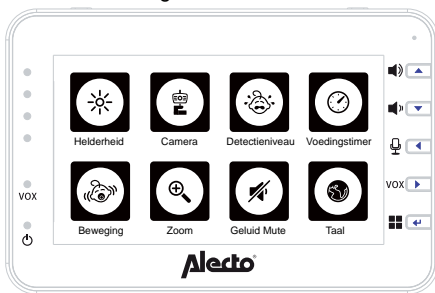 Helderheid Camera Detectieniveau Voedingstimer
VOX
VOX
Beweging Zoom Geluid Mute Taal
Alecto